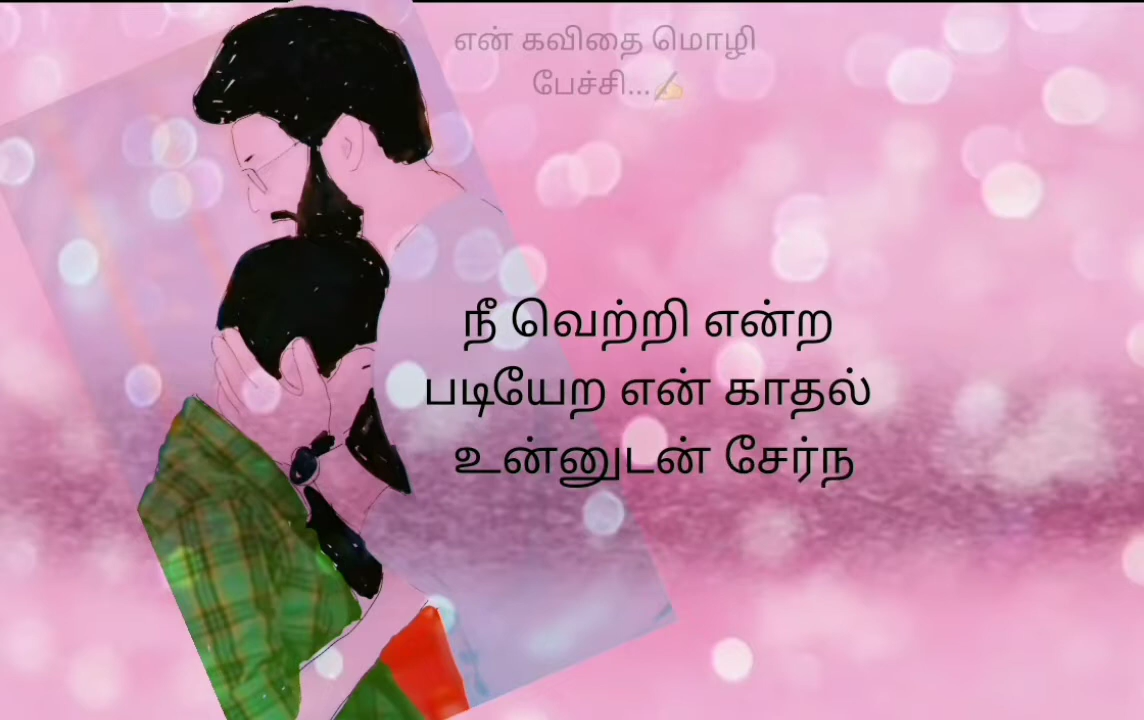 என் கவிதை மொழி
பேச்சி...✍
நீ வெற்றி என்ற
படியேற என் காதல்
உன்னுடன் சேர்ந